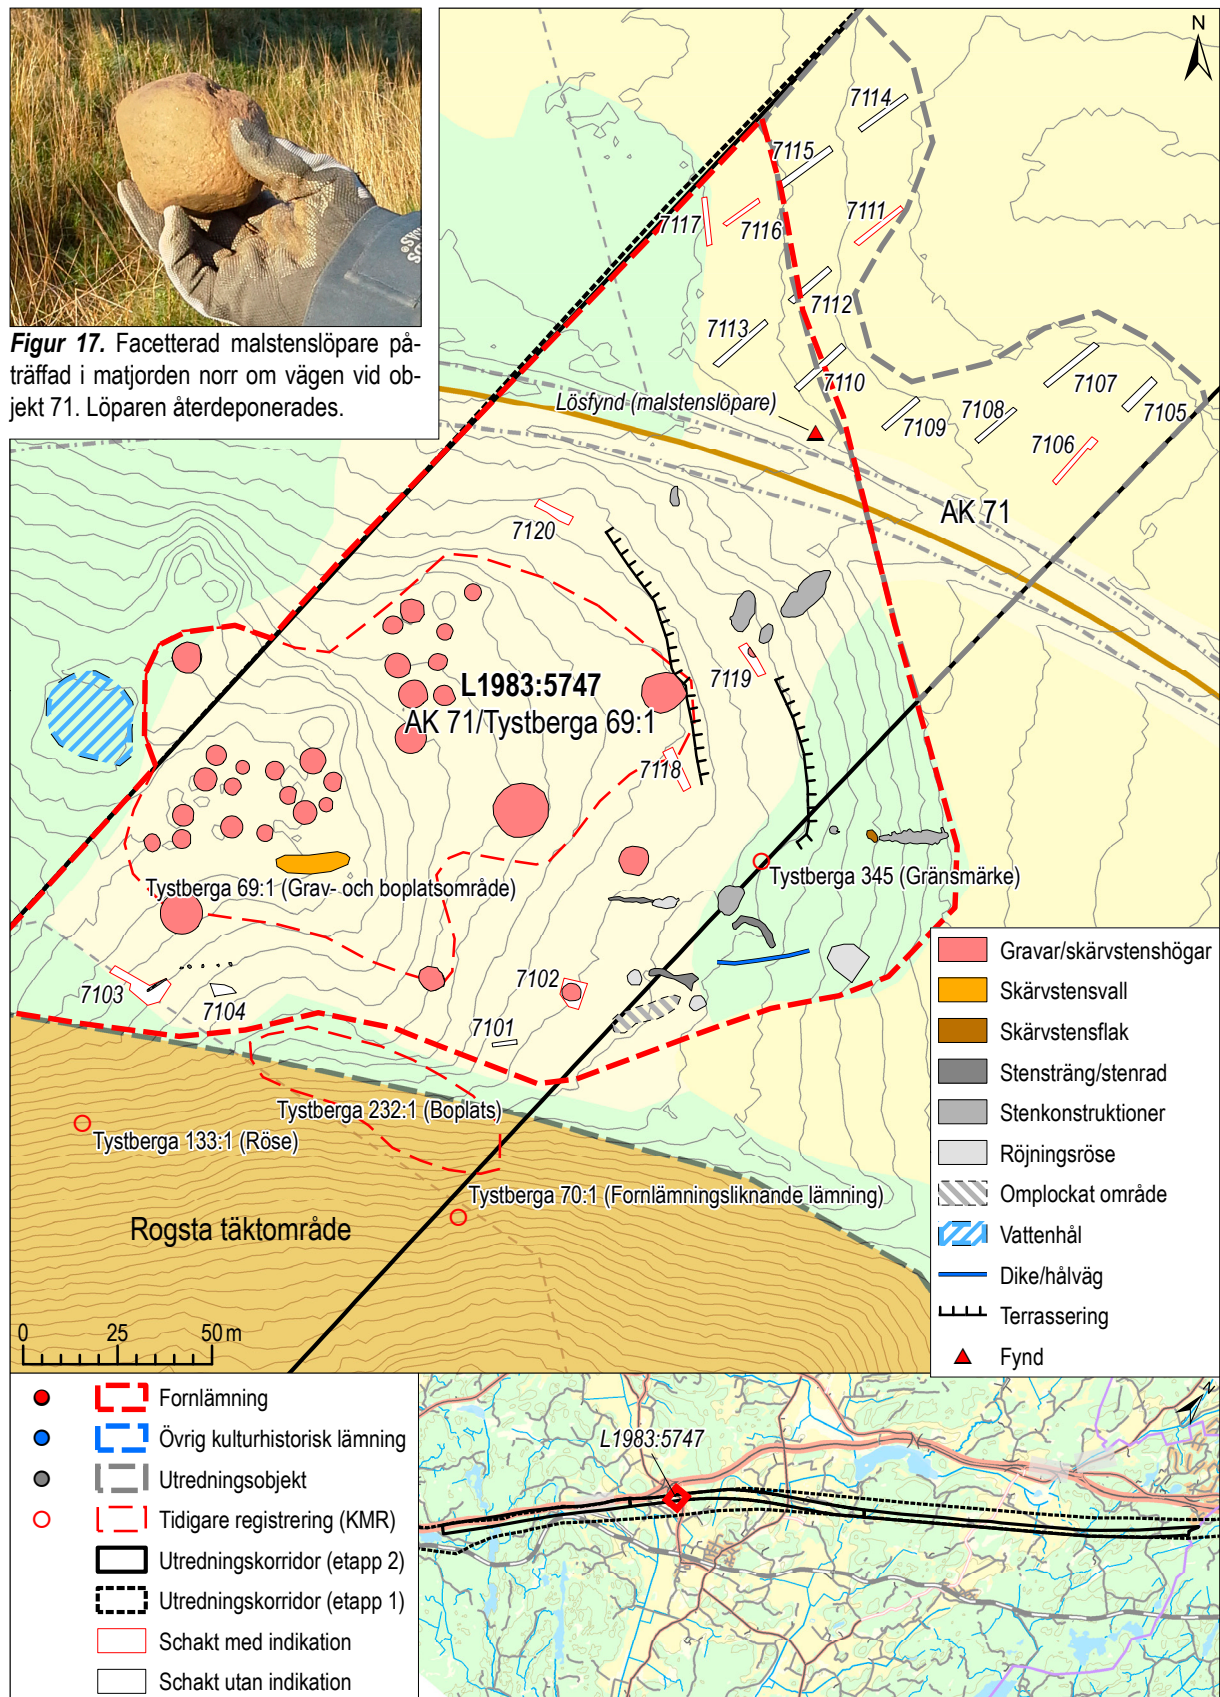 Figur 17. Facetterad malstenslöpare på-
träffad i matjorden norr om vägen vid ob-
jekt 71. Löparen återdeponerades.
N
7114
7115
7117
7116
7111
7112
7113
7110
7107
7105
7109
7108
7106
Lösfynd (malstenslöpare)
AK 71
7120
7119
L1983:5747
AK 71/Tystberga 69:1
7118
Tystberga 69:1 (Grav- och boplatsområde)
Tystberga 345 (Gränsmärke)
7103
7104
7102
7101
Tystberga 232:1 (Boplats)
Tystberga 133:1 (Röse)
Tystberga 70:1 (Fornlämningsliknande lämning)
Rogsta täktområde
0 25 50 m
Gravar/skärvstenshögar
Skärvstensvall
Skärvstensflak
Stensträng/stenrad
Stenkonstruktioner
Röjningsröse
Omplockat område
Vattenhål
Dike/hålväg
Terrassering
Fynd
Fornlämning
Övrig kulturhistorisk lämning
Utredningsobjekt
Tidigare registrering (KMR)
Utredningskorridor (etapp 2)
Utredningskorridor (etapp 1)
Schakt med indikation
Schakt utan indikation
L1983:5747
N